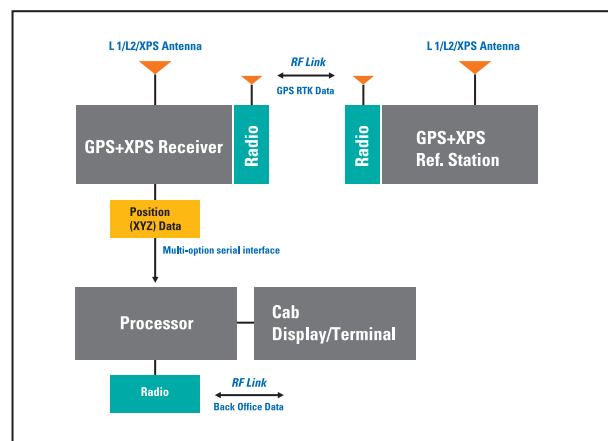 L 1/L2/XPS Antenna
L 1/L2/XPS Antenna
RF Link
GPS RTK Data
GPS+XPS Receiver
Radio
Radio
GPS+XPS
Ref. Station
Position
(XYZ) Data
Multi-option serial interface
Processor
Cab
Display/Terminal
Radio
RF Link
Back Office Data